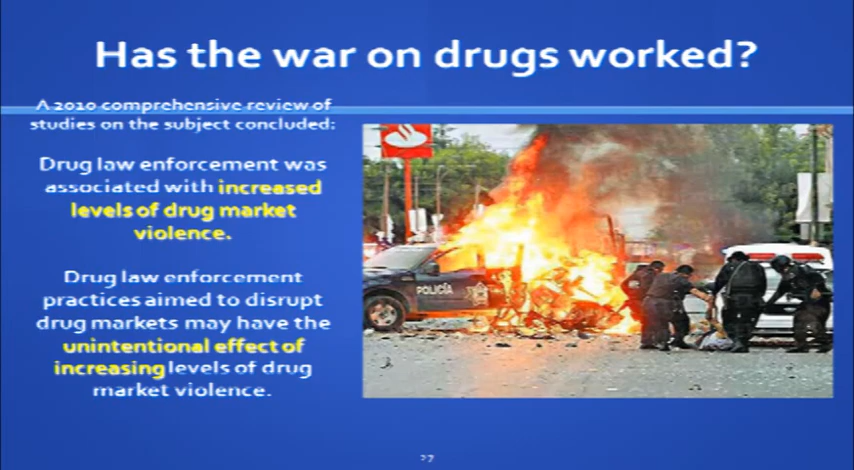 Has the war on drugs worked?
A 2010 comprehensive review of
studies on the subject concluded:
Drug law enforcement was
associated with increased
levels of drug market
violence.
Drug law enforcement
practices aimed to disrupt
drug markets may have the
unintentional effect of
increasing levels of drug
market violence.
POLICÍA
27